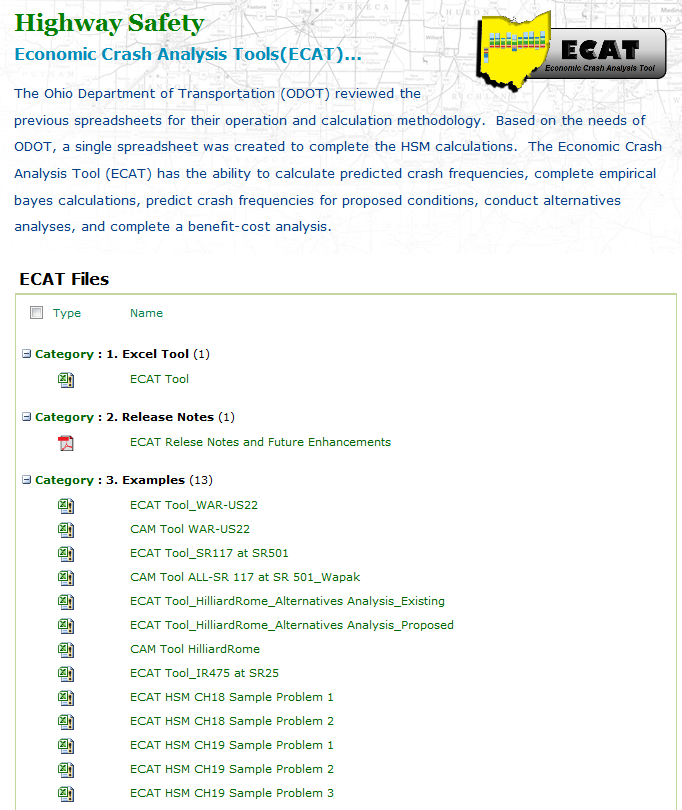 Highway Safety
Economic Crash Analysis Tools(ECAT)...
ECAT
Economic Crash Analysis Tool
The Ohio Department of Transportation (ODOT) reviewed the
previous spreadsheets for their operation and calculation methodology.  Based on the needs of
ODOT, a single spreadsheet was created to complete the HSM calculations.  The Economic Crash
Analysis Tool (ECAT) has the ability to calculate predicted crash frequencies, complete empirical
bayes calculations, predict crash frequencies for proposed conditions, conduct alternatives
analyses, and complete a benefit-cost analysis.
ECAT Files
Type Name
Category : 1. Excel Tool (1)
ECAT Tool
Category : 2. Release Notes (1)
ECAT Relese Notes and Future Enhancements
Category : 3. Examples (13)
ECAT Tool_WAR-US22
CAM Tool WAR-US22
ECAT Tool_SR117 at SR501
CAM Tool ALL-SR 117 at SR 501_Wapak
ECAT Tool_HilliardRome_Alternatives Analysis_Existing
ECAT Tool_HilliardRome_Alternatives Analysis_Proposed
CAM Tool HilliardRome
ECAT Tool_IR475 at SR25
ECAT HSM CH18 Sample Problem 1
ECAT HSM CH18 Sample Problem 2
ECAT HSM CH19 Sample Problem 1
ECAT HSM CH19 Sample Problem 2
ECAT HSM CH19 Sample Problem 3